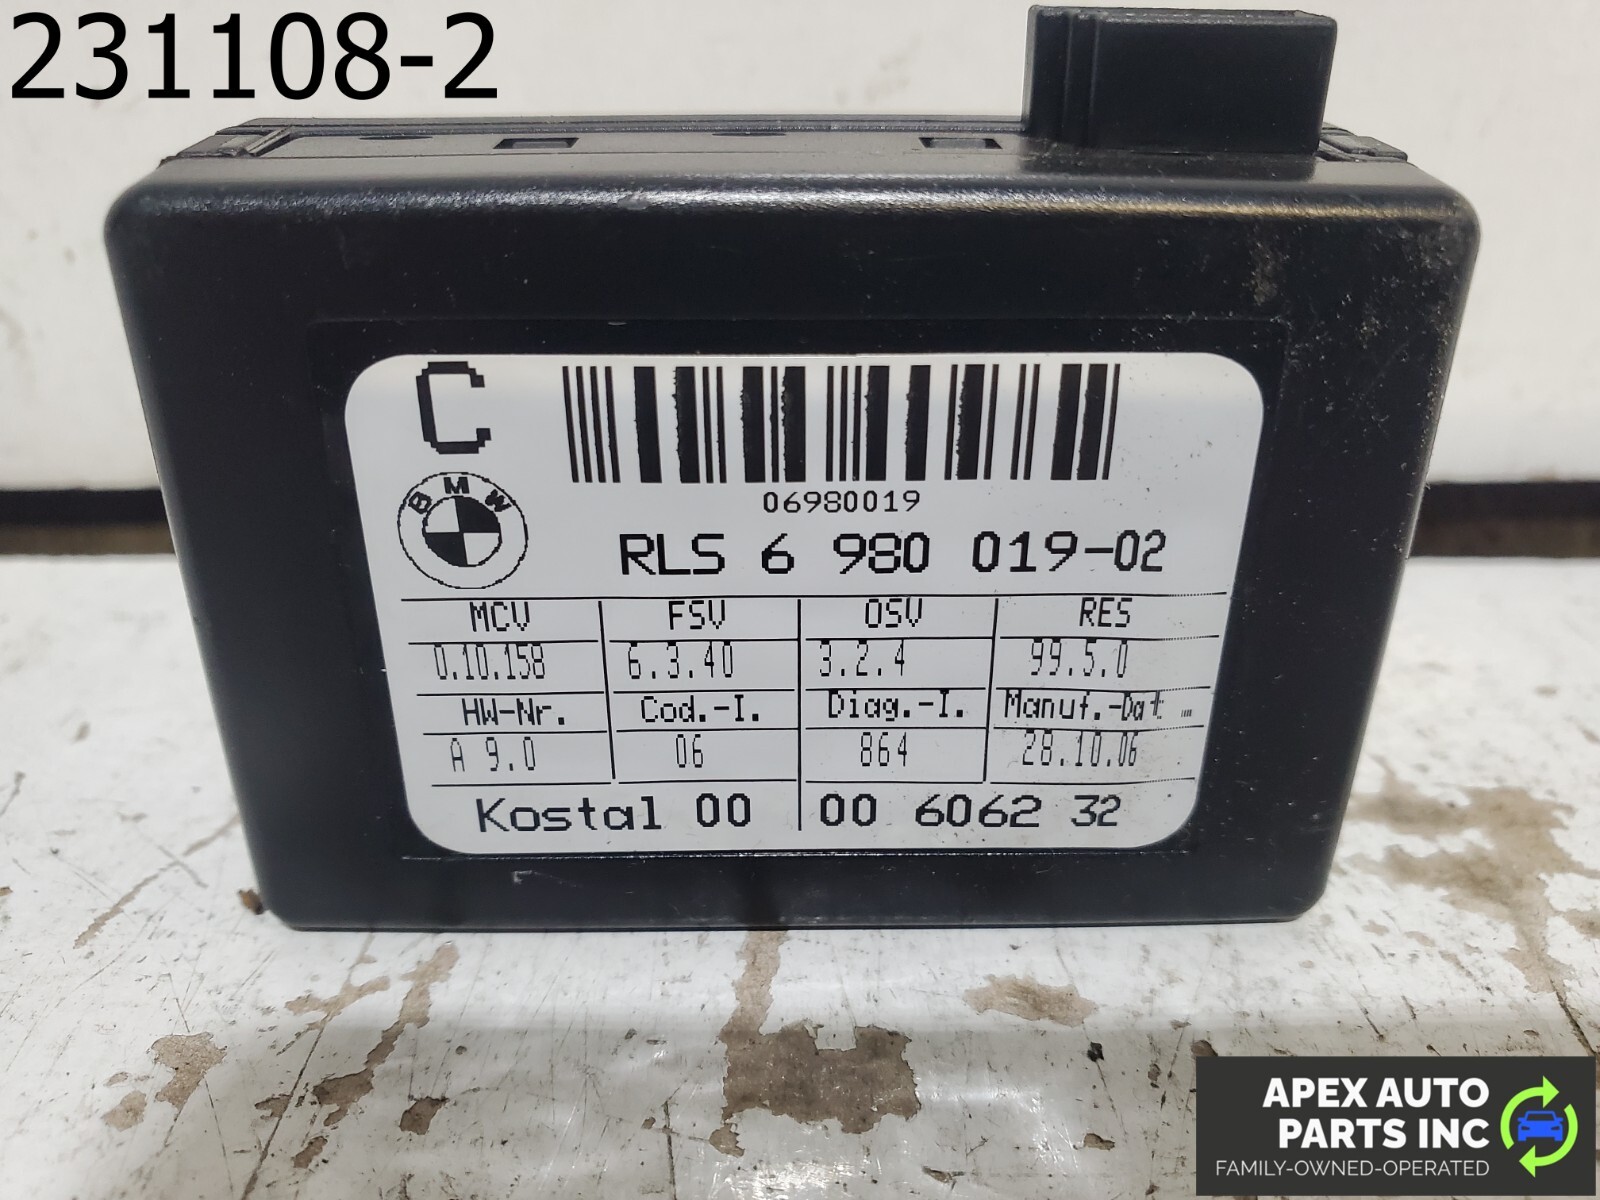 231108-2
C
06980019
BMW
RLS 6 980 019-02
MCV FSV OSV RES
0.10.158 6.3.40 3.2.4 99.5.0
HW-Nr. Cod.-I. Diag.-I. Manuf.-Dat
A 9.0 06 864 28.10.06
Kostal 00 00 6062 32
APEX AUTO
PARTS INC
FAMILY-OWNED-OPERATED